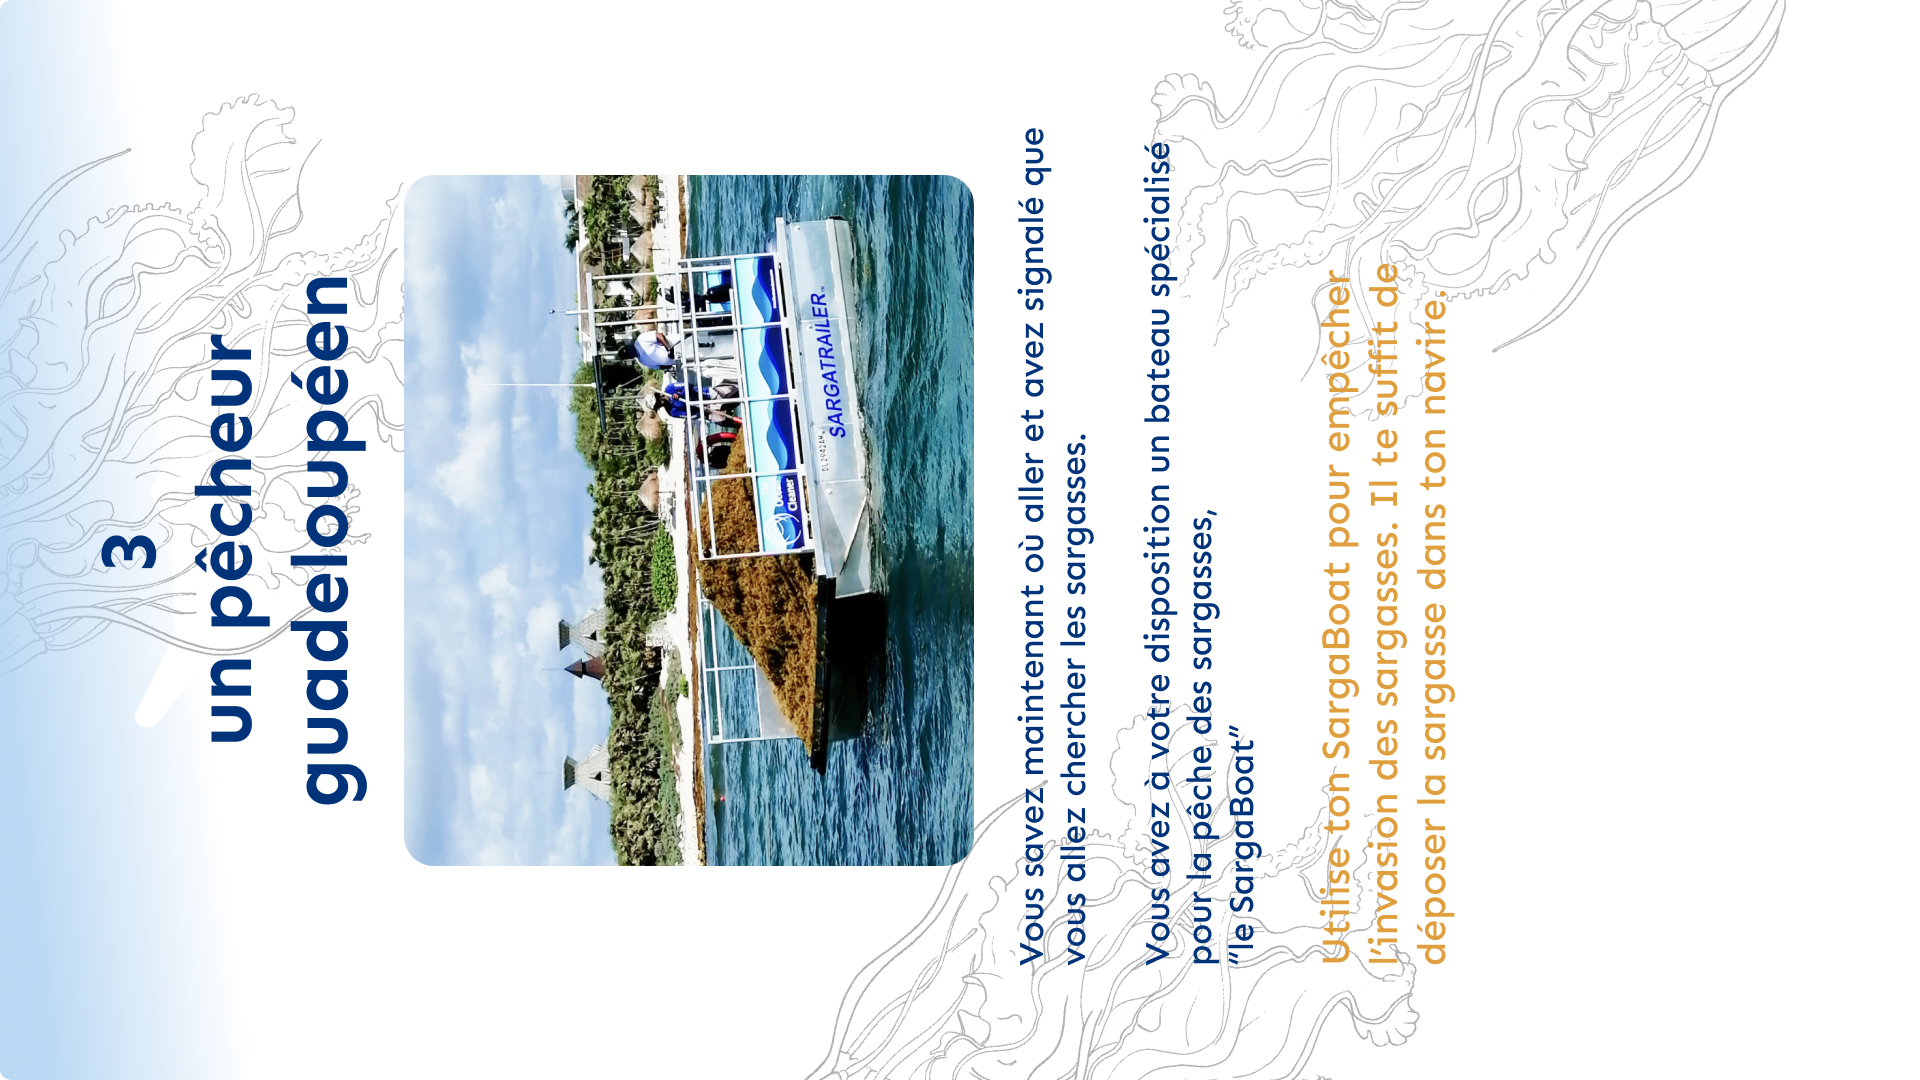 3
un pêcheur
guadeloupéen
SARGATRAILER
Cleaner
Vous savez maintenant où aller et avez signalé que
vous allez chercher les sargasses.
Vous avez à votre disposition un bateau spécialisé
pour la pêche des sargasses,
“le SargaBoat”
Utilise ton SargaBoat pour empêcher
l’invasion des sargasses. Il te suffit de
déposer la sargasse dans ton navire.